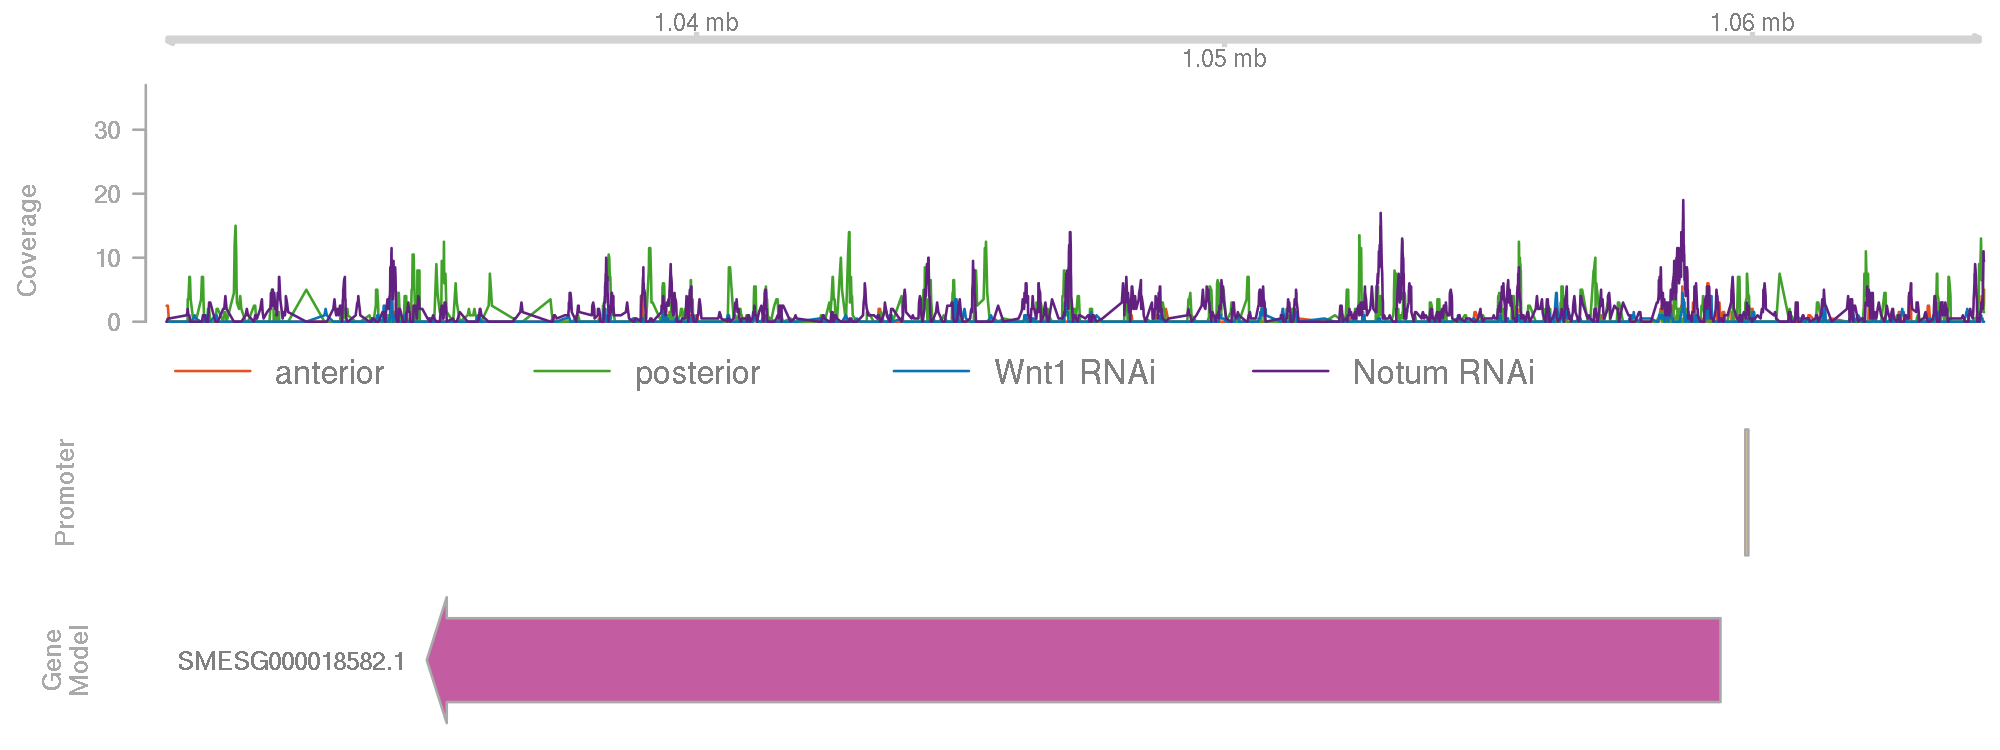 1.04 mb
1.06 mb
1.05 mb
Coverage
30
20
10
0
anterior posterior Wnt1 RNAi Notum RNAi
Promoter
0
Gene
Model
SMESG000018582.1